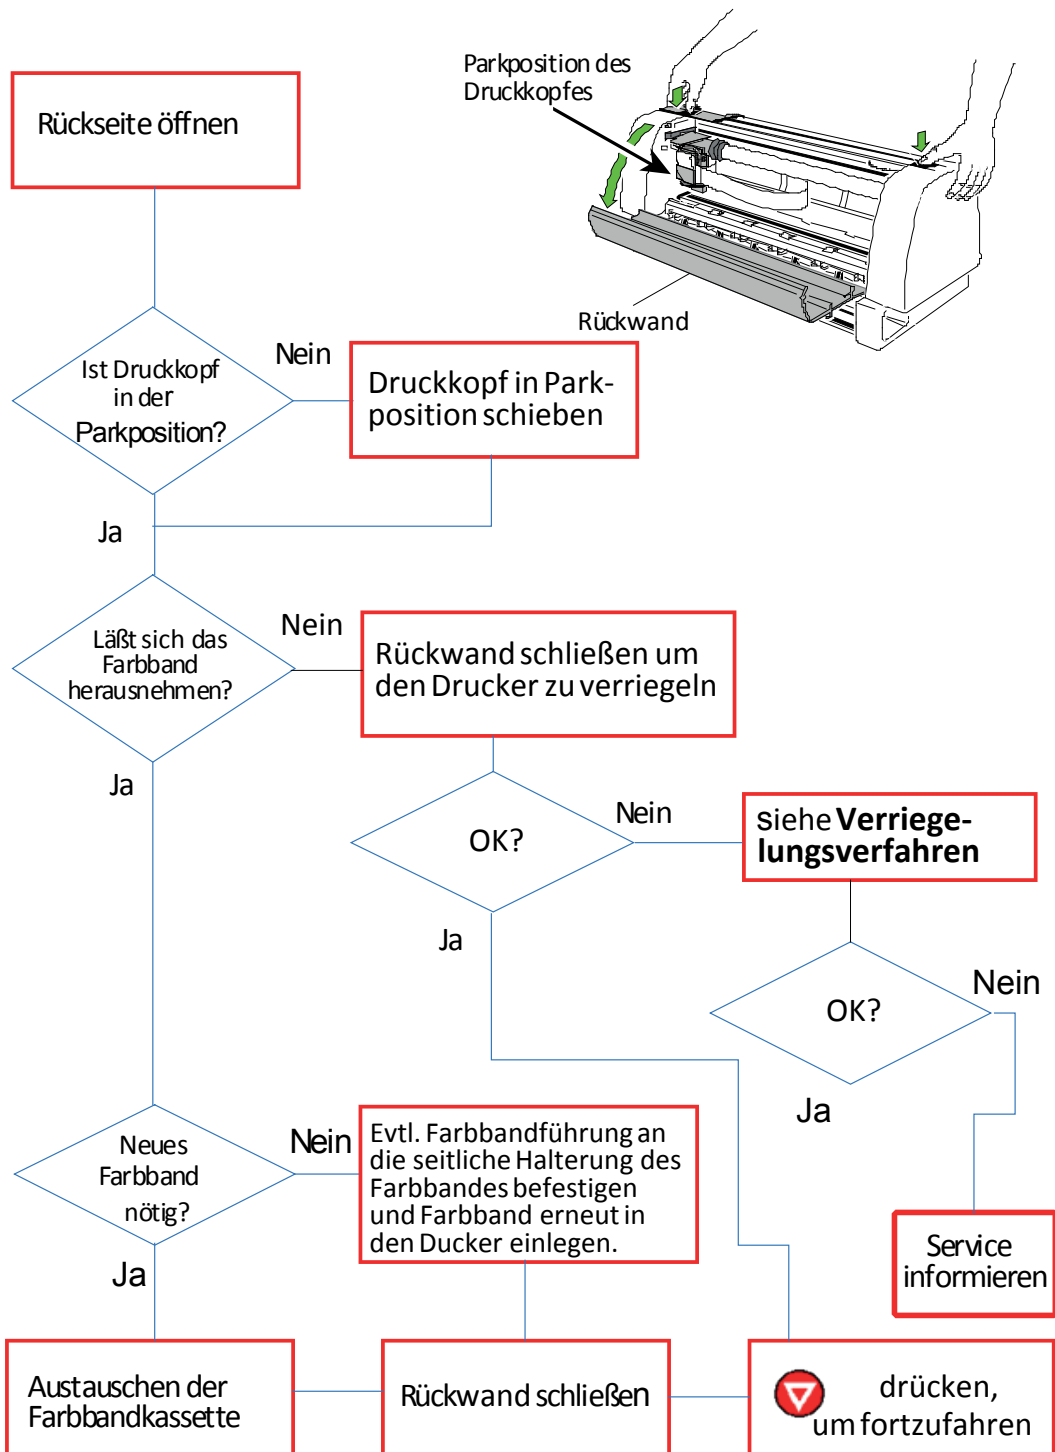 Parkposition des
Druckkopfes
Rückseite öffnen
Rückwand
Ist Druckkopf
in der
Parkposition?
Nein
Druckkopf in Park-
position schieben
Ja
Läßt sich das
Farbband
herausnehmen?
Nein
Rückwand schließen um
den Drucker zu verriegeln
Ja
OK?
Nein
siehe Verriege-
lungsverfahren
Ja
OK?
Nein
Ja
Neues
Farbband
nötig?
Nein
Evtl. Farbbandführung an
die seitliche Halterung des
Farbbandes befestigen
und Farbband erneut in
den Ducker einlegen.
Service
informieren
Ja
Austauschen der
Farbbandkassette
Rückwand schließen
drücken,
um fortzufahren